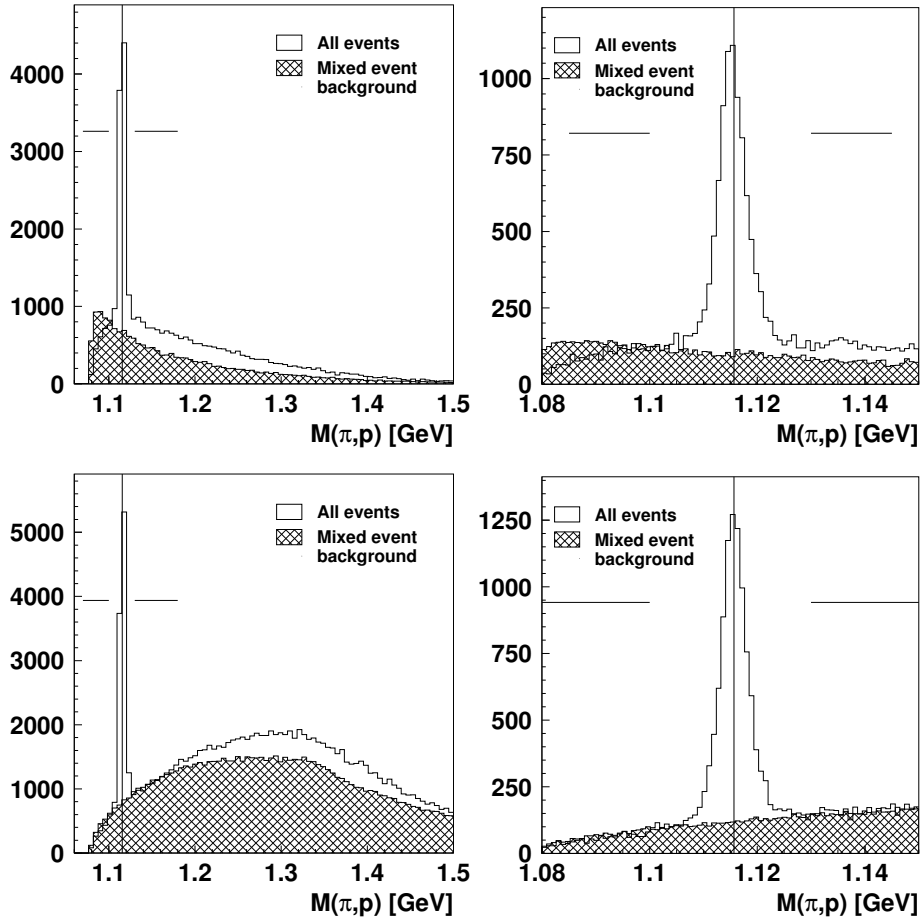 4000
3000
2000
1000
0
All events
Mixed event
background
1.1
1.2
1.3
1.4
1.5
M(π,p) [GeV]
1000
750
500
250
0
All events
Mixed event
background
1.08
1.1
1.12
1.14
M(π,p) [GeV]
5000
4000
3000
2000
1000
0
All events
Mixed event
background
1.1
1.2
1.3
1.4
1.5
M(π,p) [GeV]
1250
1000
750
500
250
0
All events
Mixed event
background
1.08
1.1
1.12
1.14
M(π,p) [GeV]